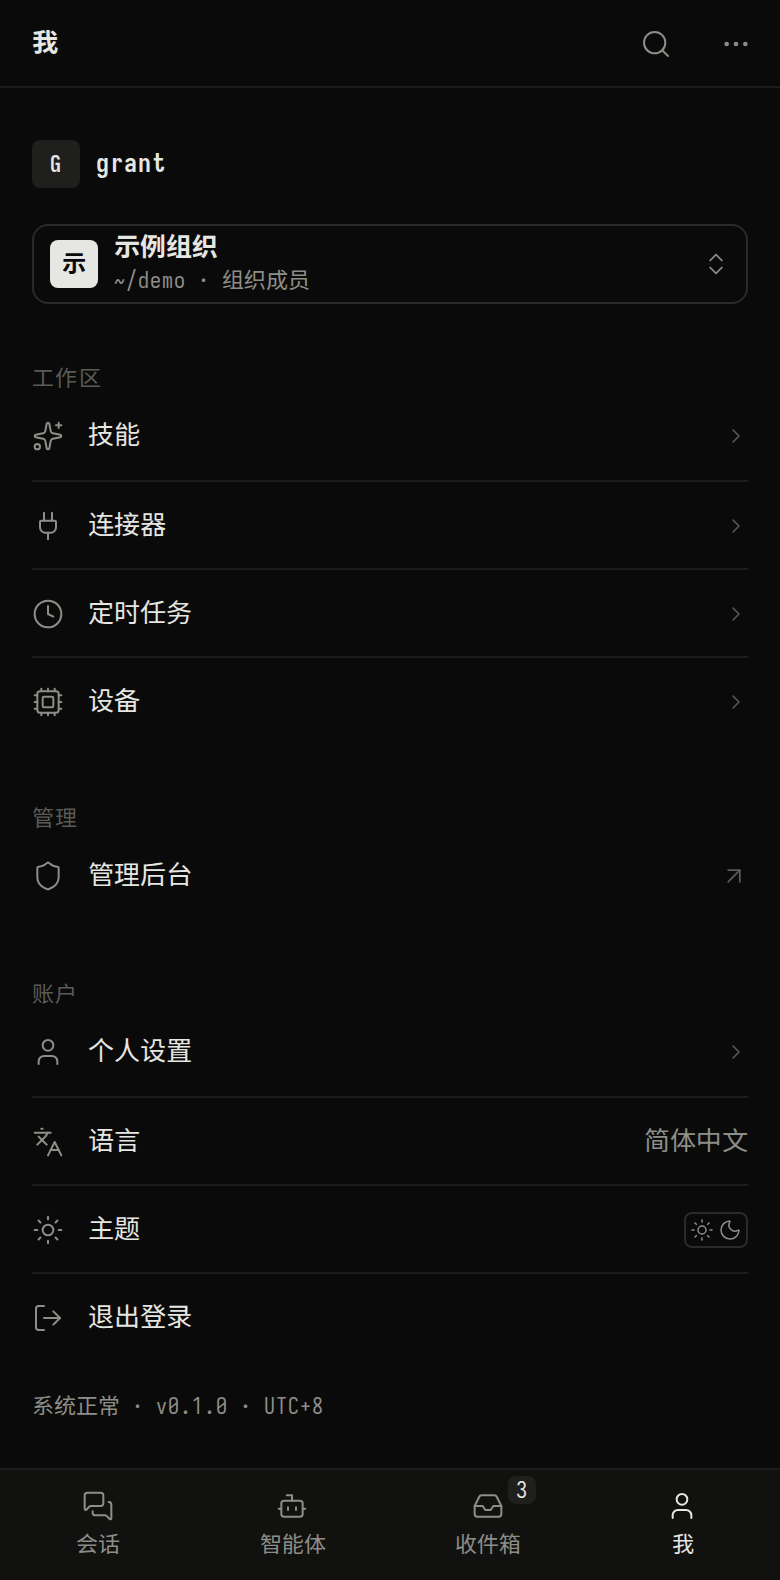 我
G grant
示 示例组织
~/demo · 组织成员
工作区
技能
连接器
定时任务
设备
管理
管理后台
账户
个人设置
语言 简体中文
主题
退出登录
系统正常 · v0.1.0 · UTC+8
3
会话 智能体 收件箱 我